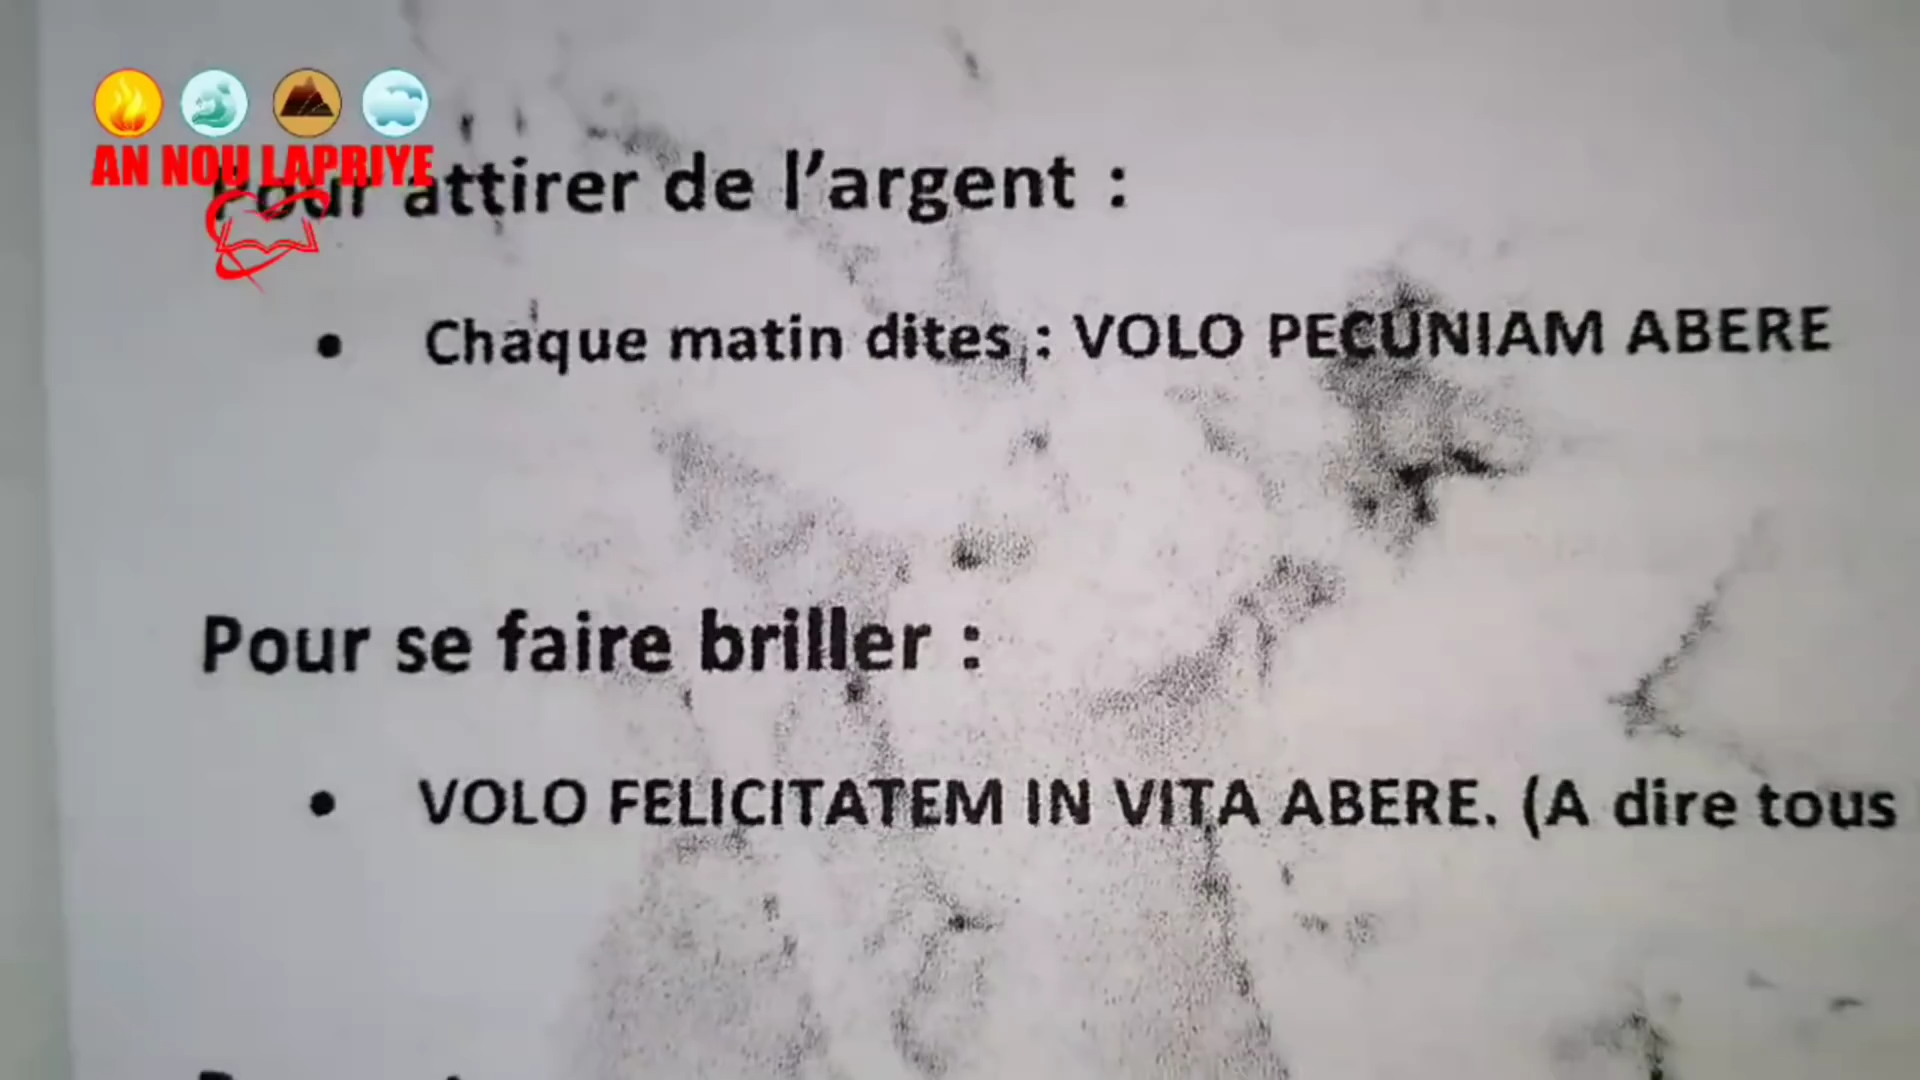 AN NOU LAPRIYE
Pour attirer de l'argent :
• Chaque matin dites : VOLO PECUNIAM ABERE
Pour se faire briller :
• VOLO FELICITATEM IN VITA ABERE. (A dire tous